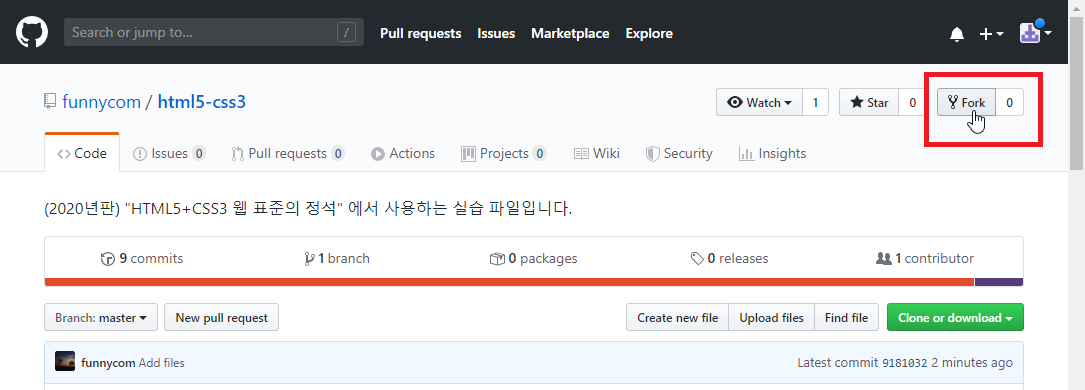 Search or jump to... / Pull requests Issues Marketplace Explore
funnycom / html5-css3 Watch 1 Star 0 Fork 0
Code Issues 0 Pull requests 0 Actions Projects 0 Wiki Security Insights
(2020년판) "HTML5+CSS3 웹 표준의 정석" 에서 사용하는 실습 파일입니다.
9 commits 1 branch 0 packages 0 releases 1 contributor
Branch: master New pull request Create new file Upload files Find file Clone or download
funnycom Add files Latest commit 9181032 2 minutes ago